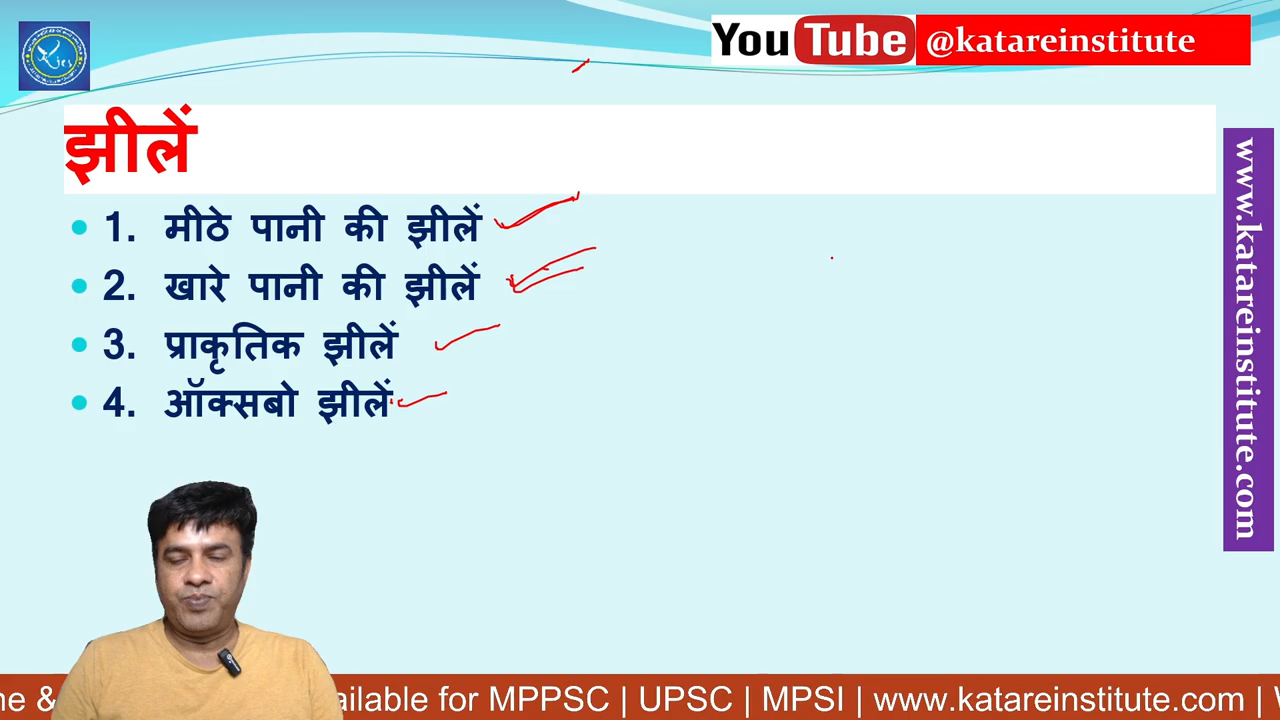 YouTube @katareinstitute
झीलें
1. मीठे पानी की झीलें
2. खारे पानी की झीलें
3. प्राकृतिक झीलें
4. ऑक्सबो झीलें
www.katareinstitute.com
ne & ailable for MPPSC | UPSC | MPSI | www.katareinstitute.com | W